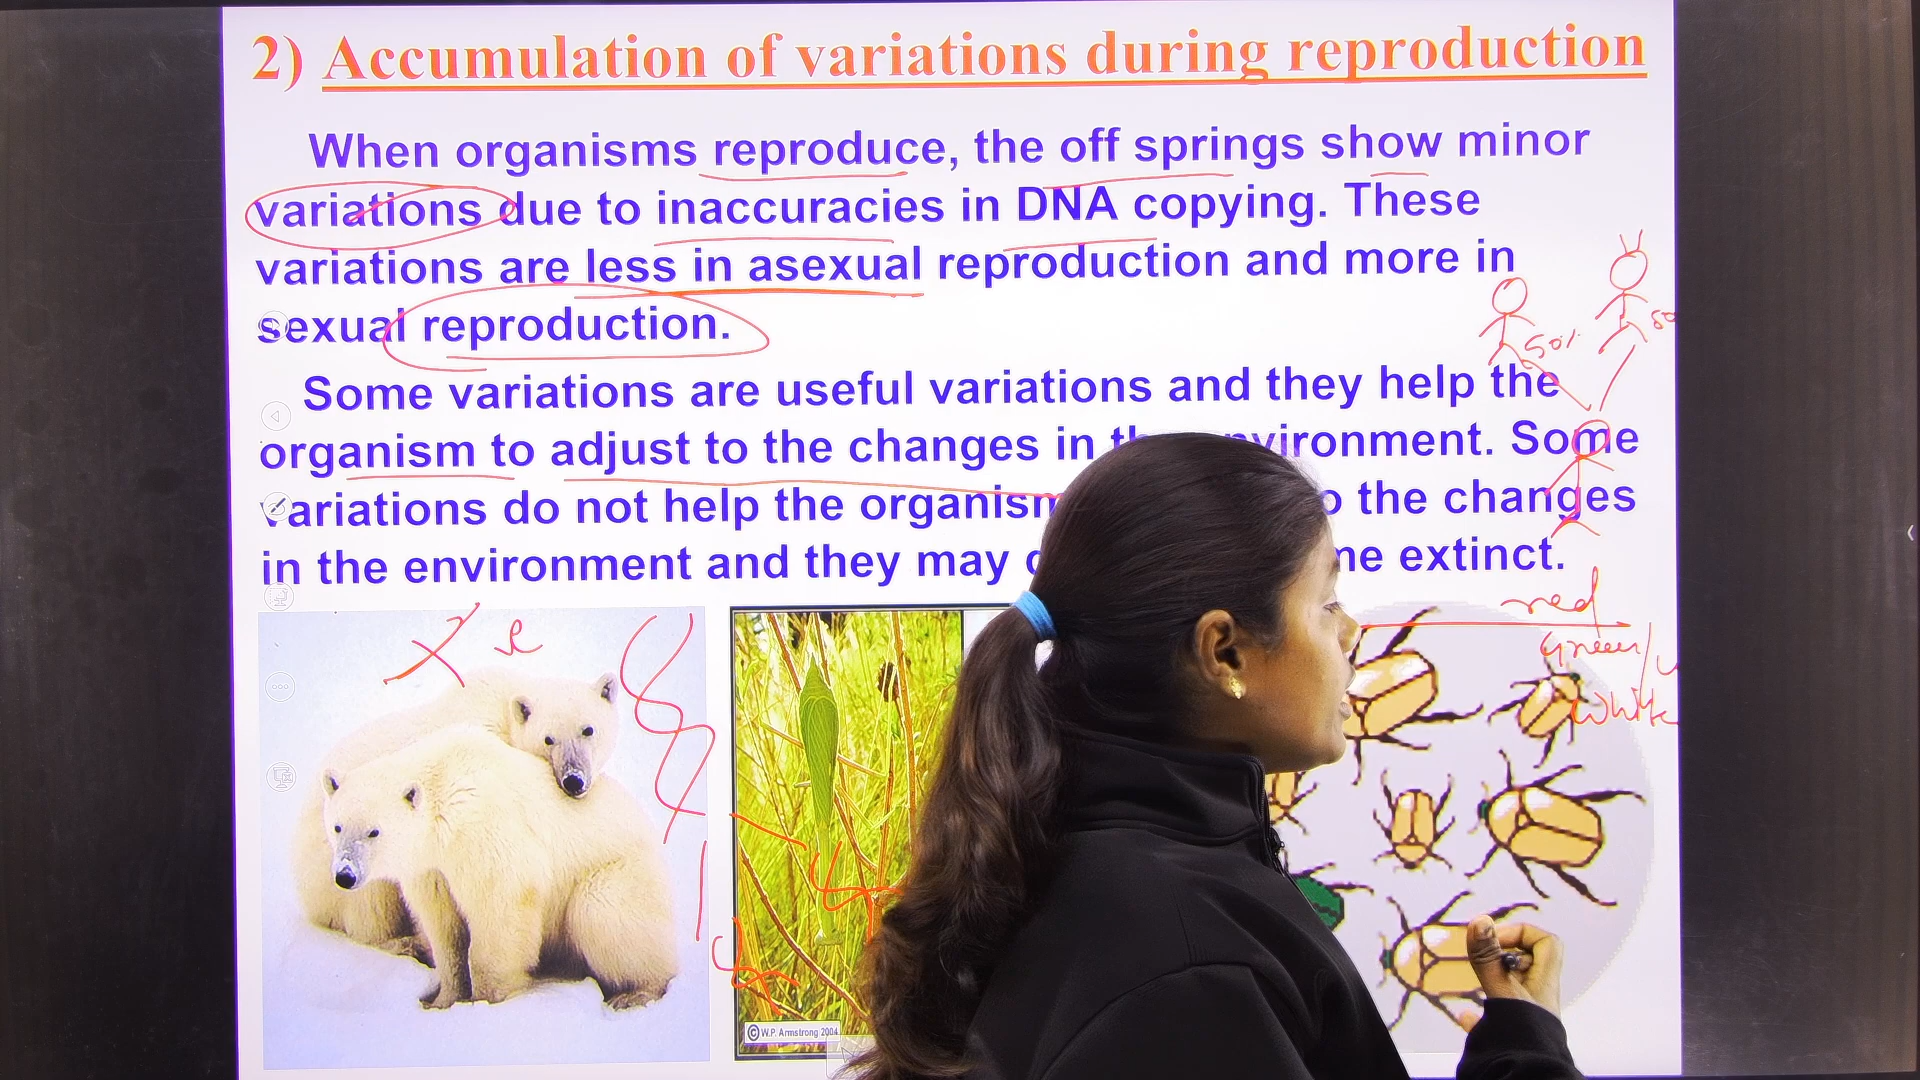 2) Accumulation of variations during reproduction
When organisms reproduce, the off springs show minor
variations due to inaccuracies in DNA copying. These
variations are less in asexual reproduction and more in
sexual reproduction.
50%
Some variations are useful variations and they help the
organism to adjust to the changes in environment. Some
variations do not help the organism the changes
in the environment and they may extinct.
red
Green/
white
© W.P. Armstrong 2004